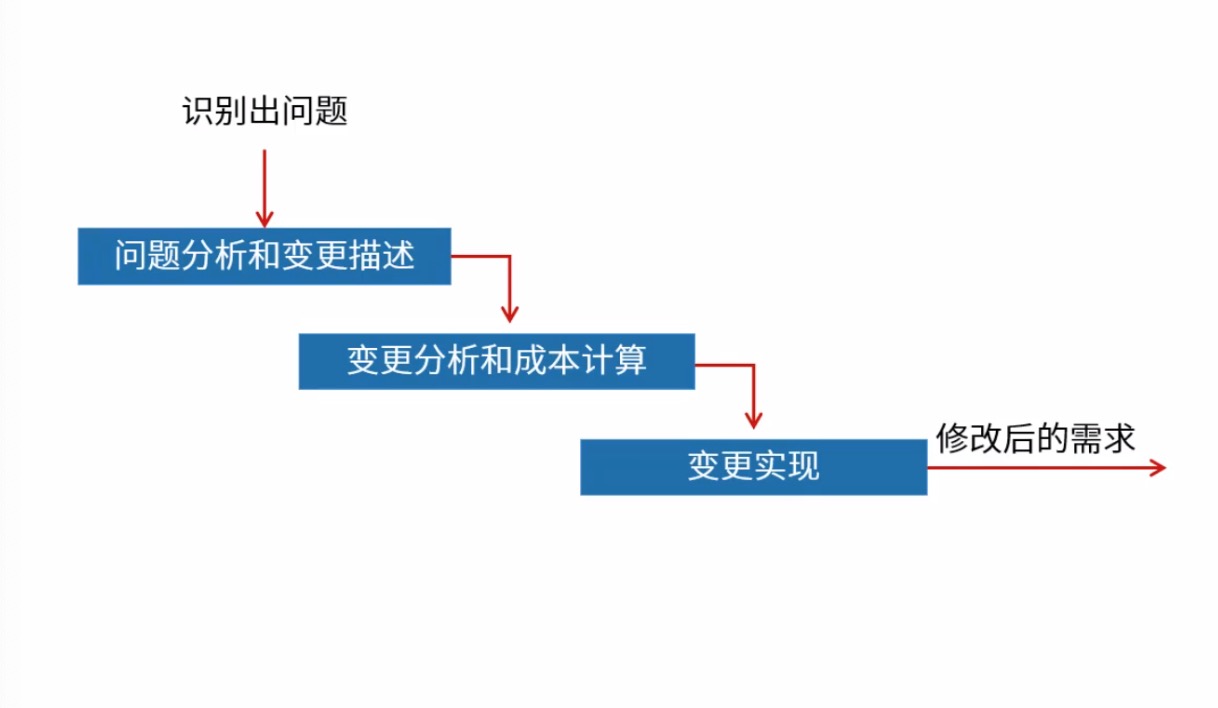 识别出问题
问题分析和变更描述
变更分析和成本计算
修改后的需求
变更实现